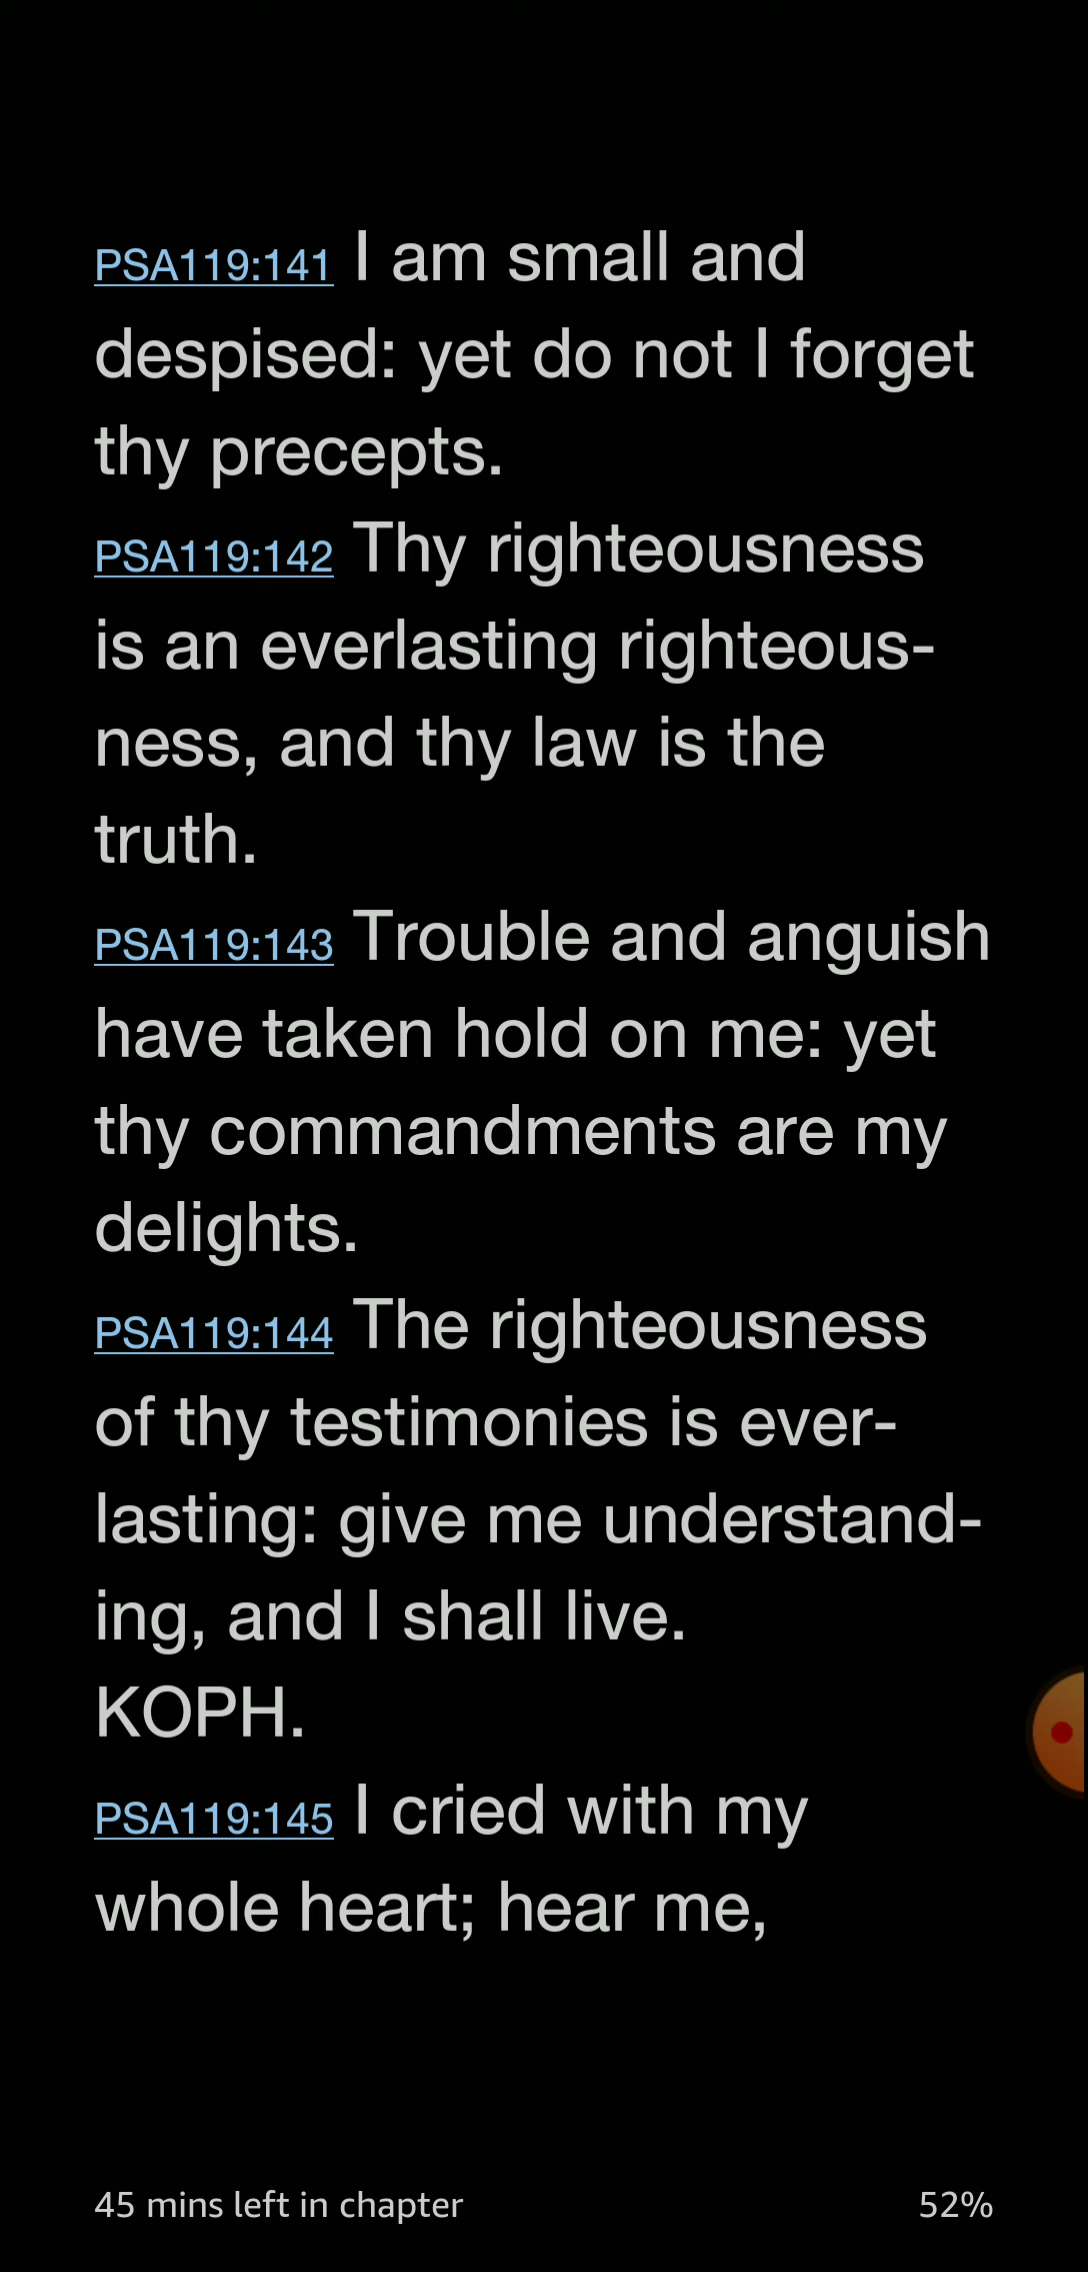 PSA119:141 I am small and
despised: yet do not I forget
thy precepts.
PSA119:142 Thy righteousness
is an everlasting righteous-
ness, and thy law is the
truth.
PSA119:143 Trouble and anguish
have taken hold on me: yet
thy commandments are my
delights.
PSA119:144 The righteousness
of thy testimonies is ever-
lasting: give me understand-
ing, and I shall live.
KOPH.
PSA119:145 I cried with my
whole heart; hear me,
45 mins left in chapter 52%